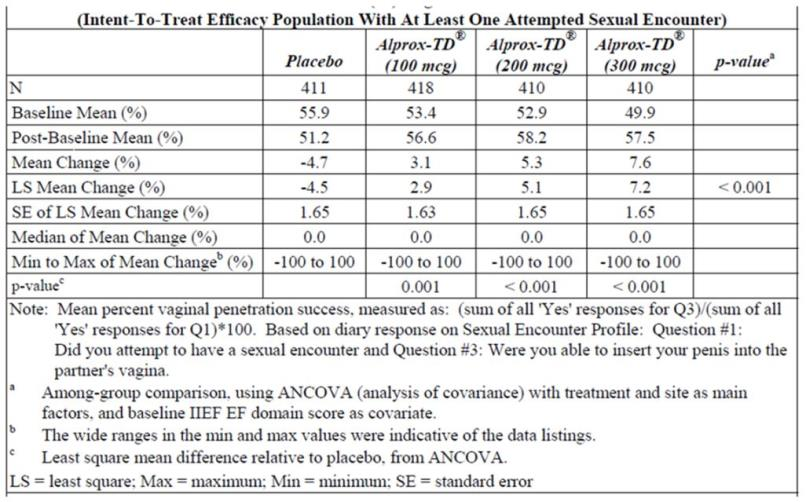 (Intent-To-Treat Efficacy Population With At Least One Attempted Sexual Encounter)
Placebo Alprox-TD® (100 mcg) Alprox-TD® (200 mcg) Alprox-TD® (300 mcg) p-valueᵃ
N 411 418 410 410
Baseline Mean (%) 55.9 53.4 52.9 49.9
Post-Baseline Mean (%) 51.2 56.6 58.2 57.5
Mean Change (%) -4.7 3.1 5.3 7.6
LS Mean Change (%) -4.5 2.9 5.1 7.2 < 0.001
SE of LS Mean Change (%) 1.65 1.63 1.65 1.65
Median of Mean Change (%) 0.0 0.0 0.0 0.0
Min to Max of Mean Changeᵇ (%) -100 to 100 -100 to 100 -100 to 100 -100 to 100
p-valueᶜ 0.001 < 0.001 < 0.001
Note: Mean percent vaginal penetration success, measured as: (sum of all 'Yes' responses for Q3)/(sum of all
'Yes' responses for Q1)*100. Based on diary response on Sexual Encounter Profile: Question #1:
Did you attempt to have a sexual encounter and Question #3: Were you able to insert your penis into the
partner's vagina.
a Among-group comparison, using ANCOVA (analysis of covariance) with treatment and site as main
factors, and baseline IIEF EF domain score as covariate.
b The wide ranges in the min and max values were indicative of the data listings.
c Least square mean difference relative to placebo, from ANCOVA.
LS = least square; Max = maximum; Min = minimum; SE = standard error